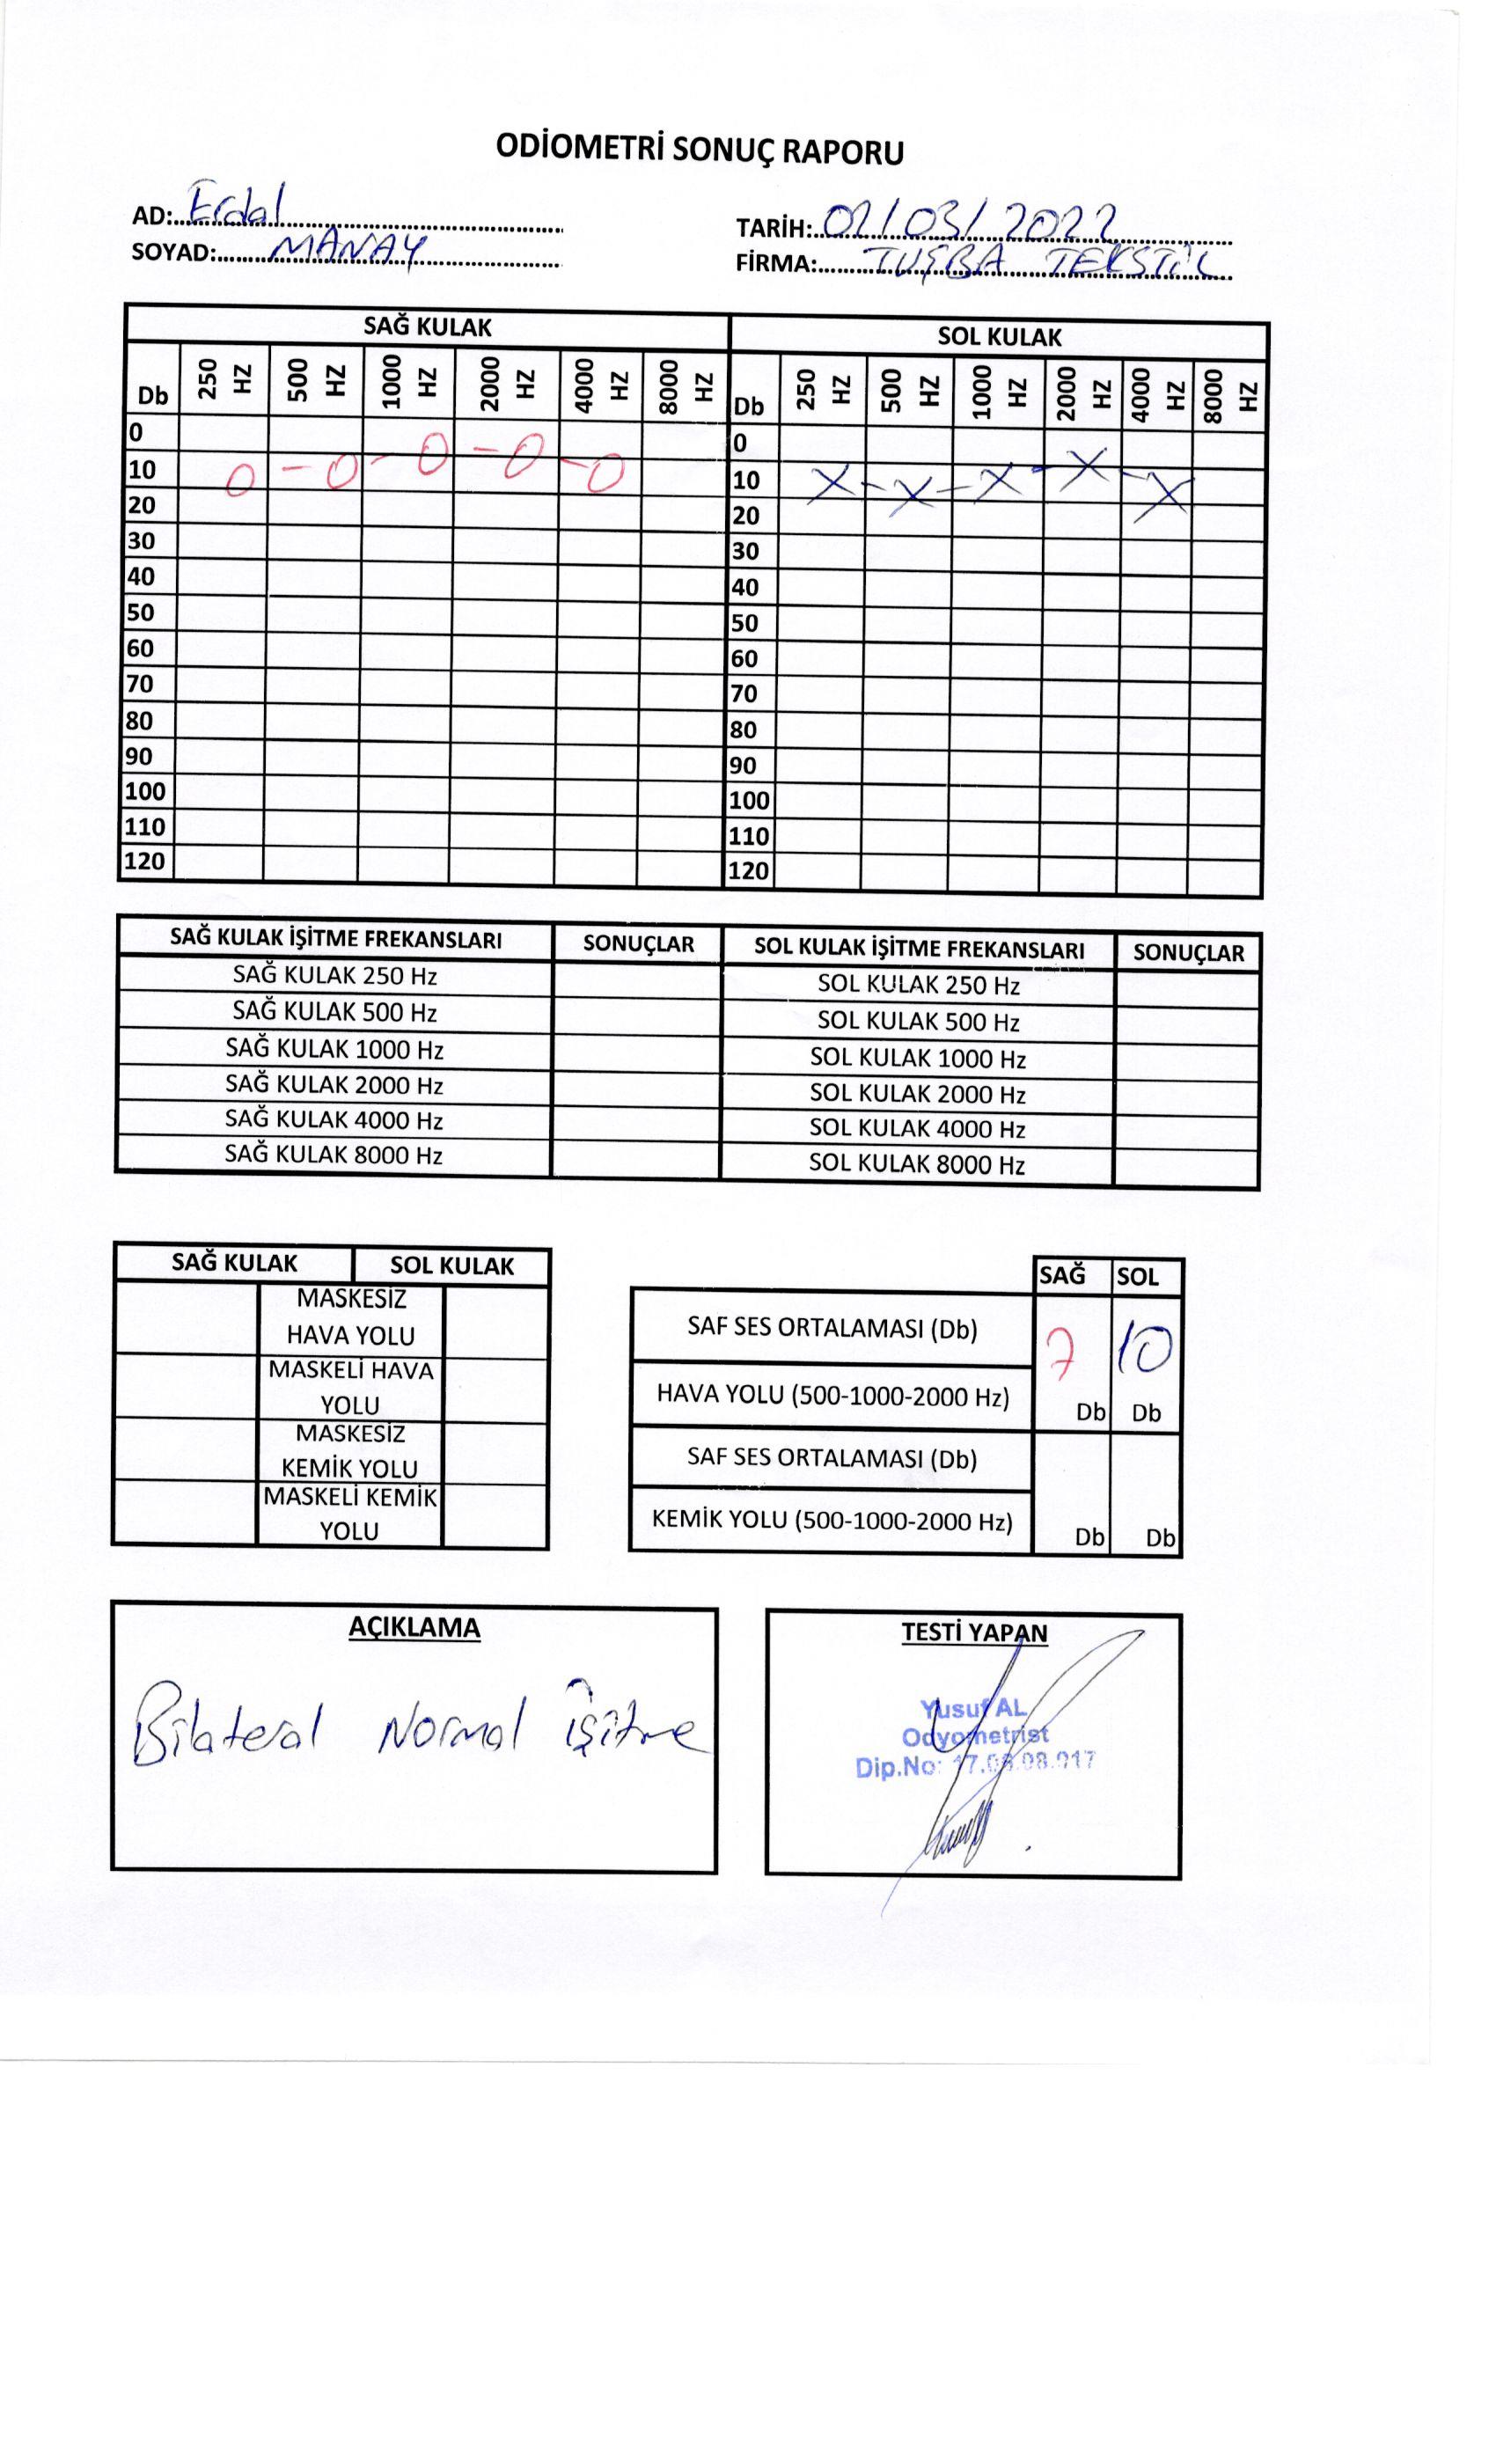 ODİOMETRİ SONUÇ RAPORU
AD: Erdal
TARİH: 02/03/2022
SOYAD: MANAY
FİRMA: TUŞBA TEKSTİL
SAĞ KULAK SOL KULAK
Db 250 HZ 500 HZ 1000 HZ 2000 HZ 4000 HZ 8000 HZ Db 250 HZ 500 HZ 1000 HZ 2000 HZ 4000 HZ 8000 HZ
0 0
10 10
20 20
30 30
40 40
50 50
60 60
70 70
80 80
90 90
100 100
110 110
120 120
SAĞ KULAK İŞİTME FREKANSLARI SONUÇLAR SOL KULAK İŞİTME FREKANSLARI SONUÇLAR
SAĞ KULAK 250 Hz SOL KULAK 250 Hz
SAĞ KULAK 500 Hz SOL KULAK 500 Hz
SAĞ KULAK 1000 Hz SOL KULAK 1000 Hz
SAĞ KULAK 2000 Hz SOL KULAK 2000 Hz
SAĞ KULAK 4000 Hz SOL KULAK 4000 Hz
SAĞ KULAK 8000 Hz SOL KULAK 8000 Hz
SAĞ KULAK SOL KULAK
MASKESİZ
HAVA YOLU
MASKELİ HAVA
YOLU
MASKESİZ
KEMİK YOLU
MASKELİ KEMİK
YOLU
SAĞ SOL
SAF SES ORTALAMASI (Db) 7 10
HAVA YOLU (500-1000-2000 Hz) Db Db
SAF SES ORTALAMASI (Db)
KEMİK YOLU (500-1000-2000 Hz) Db Db
AÇIKLAMA
Bilateral Normal İşitme
TESTİ YAPAN
Yusuf AL
Odyometrist
Dip.No: